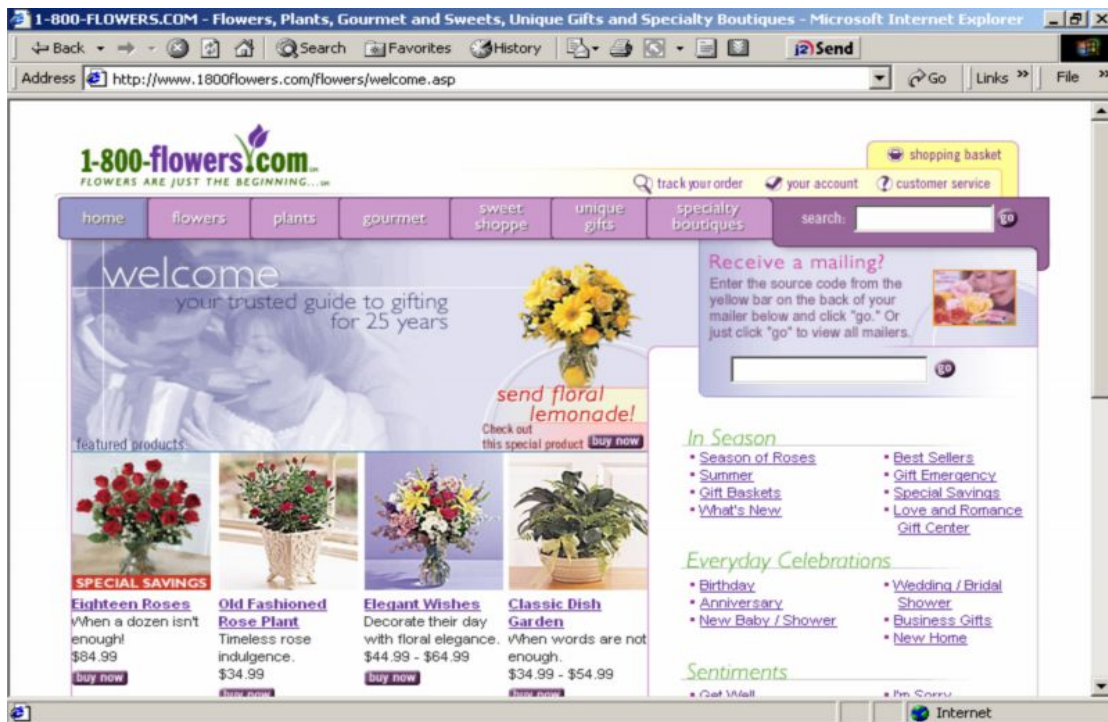 1-800-FLOWERS.COM - Flowers, Plants, Gourmet and Sweets, Unique Gifts and Specialty Boutiques - Microsoft Internet Explorer
Back Search Favorites History j2 Send
Address http://www.1800flowers.com/flowers/welcome.asp Go Links » File »
1-800-flowers.com
FLOWERS ARE JUST THE BEGINNING...
shopping basket
track your order your account customer service
home flowers plants gourmet sweet shoppe unique gifts specialty boutiques search: go
welcome
your trusted guide to gifting
for 25 years
send floral
lemonade!
Check out
this special product buy now
Receive a mailing?
Enter the source code from the
yellow bar on the back of your
mailer below and click "go." Or
just click "go" to view all mailers.
go
featured products
SPECIAL SAVINGS
Eighteen Roses
When a dozen isn't
enough!
$84.99
buy now
Old Fashioned
Rose Plant
Timeless rose
indulgence.
$34.99
buy now
Elegant Wishes
Decorate their day
with floral elegance.
$44.99 - $64.99
buy now
Classic Dish
Garden
When words are not
enough.
$34.99 - $54.99
buy now
In Season
Season of Roses
Summer
Gift Baskets
What's New
Best Sellers
Gift Emergency
Special Savings
Love and Romance
Gift Center
Everyday Celebrations
Birthday
Anniversary
New Baby / Shower
Wedding / Bridal
Shower
Business Gifts
New Home
Sentiments
Get Well
I'm Sorry
Internet